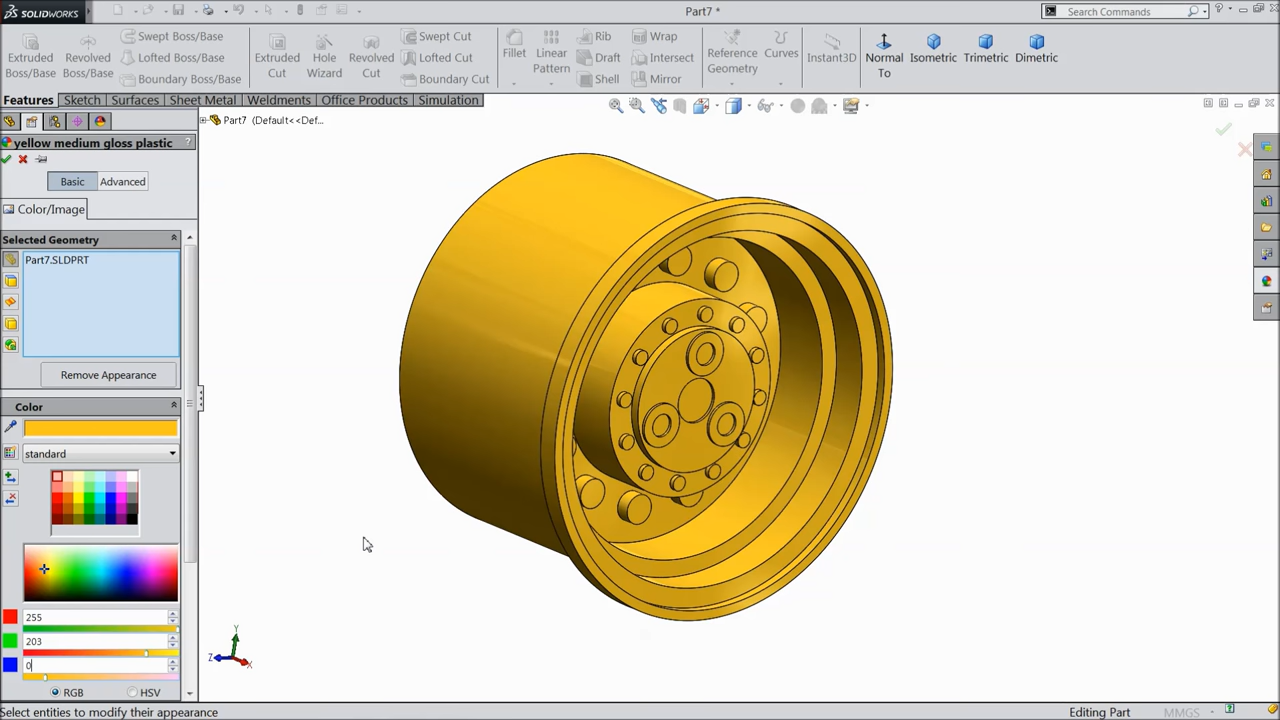 SOLIDWORKS
Part7 *
Search Commands
Extruded Boss/Base
Revolved Boss/Base
Swept Boss/Base
Lofted Boss/Base
Boundary Boss/Base
Extruded Cut
Hole Wizard
Revolved Cut
Swept Cut
Lofted Cut
Boundary Cut
Fillet
Linear Pattern
Rib
Draft
Shell
Wrap
Intersect
Mirror
Reference Geometry
Curves
Instant3D
Normal To
Isometric
Trimetric
Dimetric
Features
Sketch
Surfaces
Sheet Metal
Weldments
Office Products
Simulation
Part7 (Default<<Def...
yellow medium gloss plastic ?
Basic
Advanced
Color/Image
Selected Geometry
Part7.SLDPRT
Remove Appearance
Color
standard
255
203
0
RGB
HSV
Y
Z
X
Select entities to modify their appearance
Editing Part
MMGS